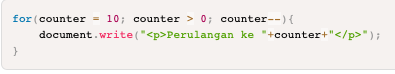 for(counter = 10; counter > 0; counter--){
    document.write("<p>Perulangan ke "+counter+"</p>");
}